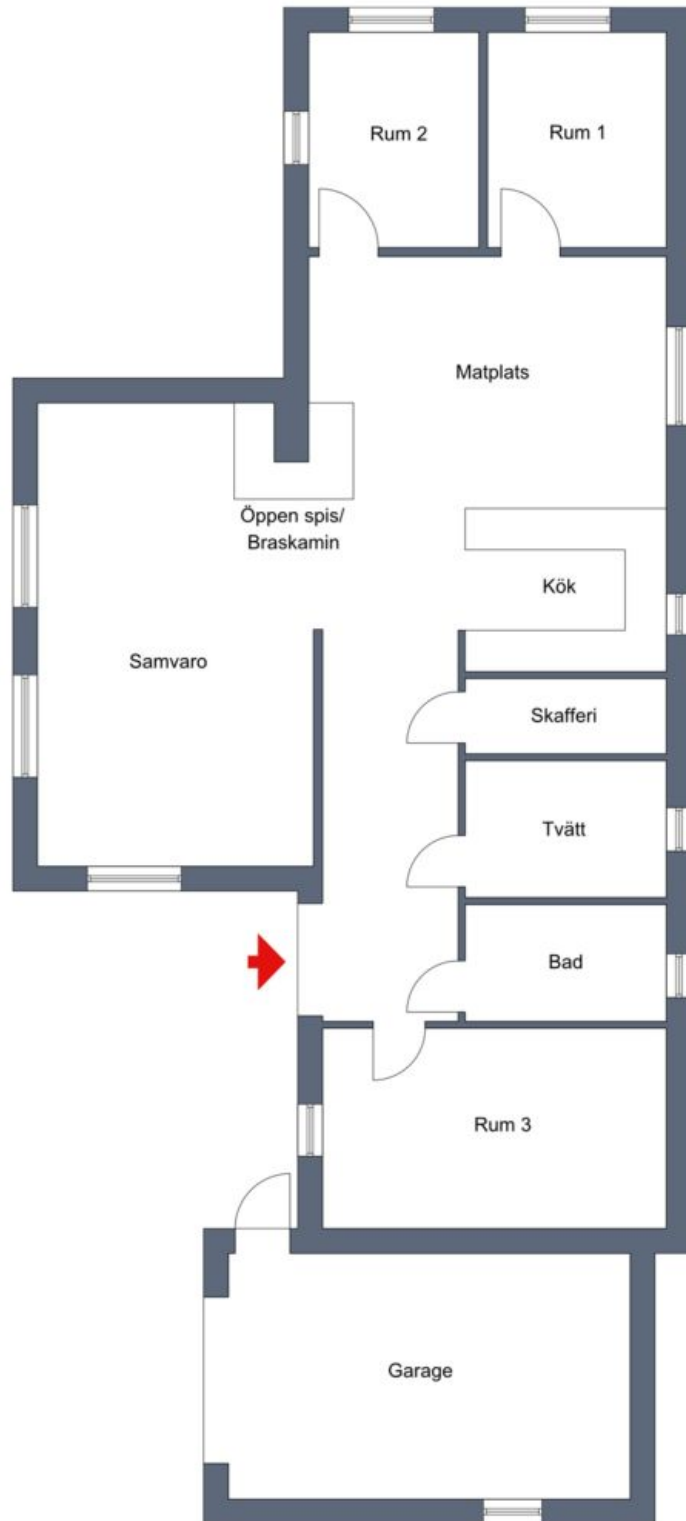 Rum 2
Rum 1
Matplats
Öppen spis/
Braskamin
Kök
Samvaro
Skafferi
Tvätt
Bad
Rum 3
Garage